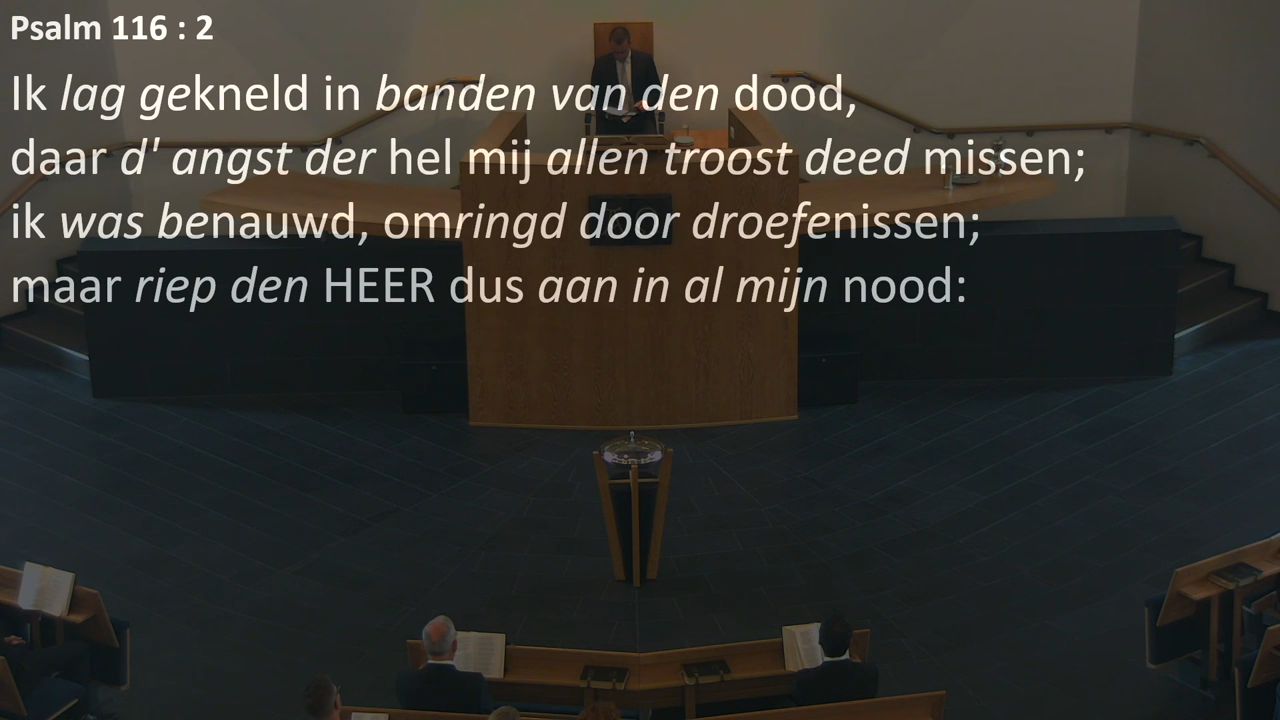 Psalm 116 : 2
Ik lag gekneld in banden van den dood,
daar d' angst der hel mij allen troost deed missen;
ik was benauwd, omringd door droefenissen;
maar riep den HEER dus aan in al mijn nood: